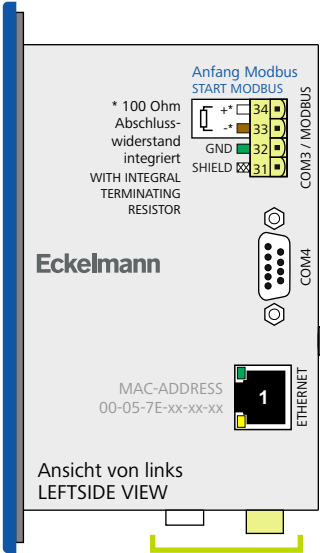 Anfang Modbus
START MODBUS
* 100 Ohm
Abschluss-
widerstand
integriert
WITH INTEGRAL
TERMINATING
RESISTOR
+* 34
-* 33
GND 32
SHIELD 31
COM3 / MODBUS
Eckelmann
COM4
MAC-ADDRESS
00-05-7E-xx-xx-xx
1
ETHERNET
Ansicht von links
LEFTSIDE VIEW